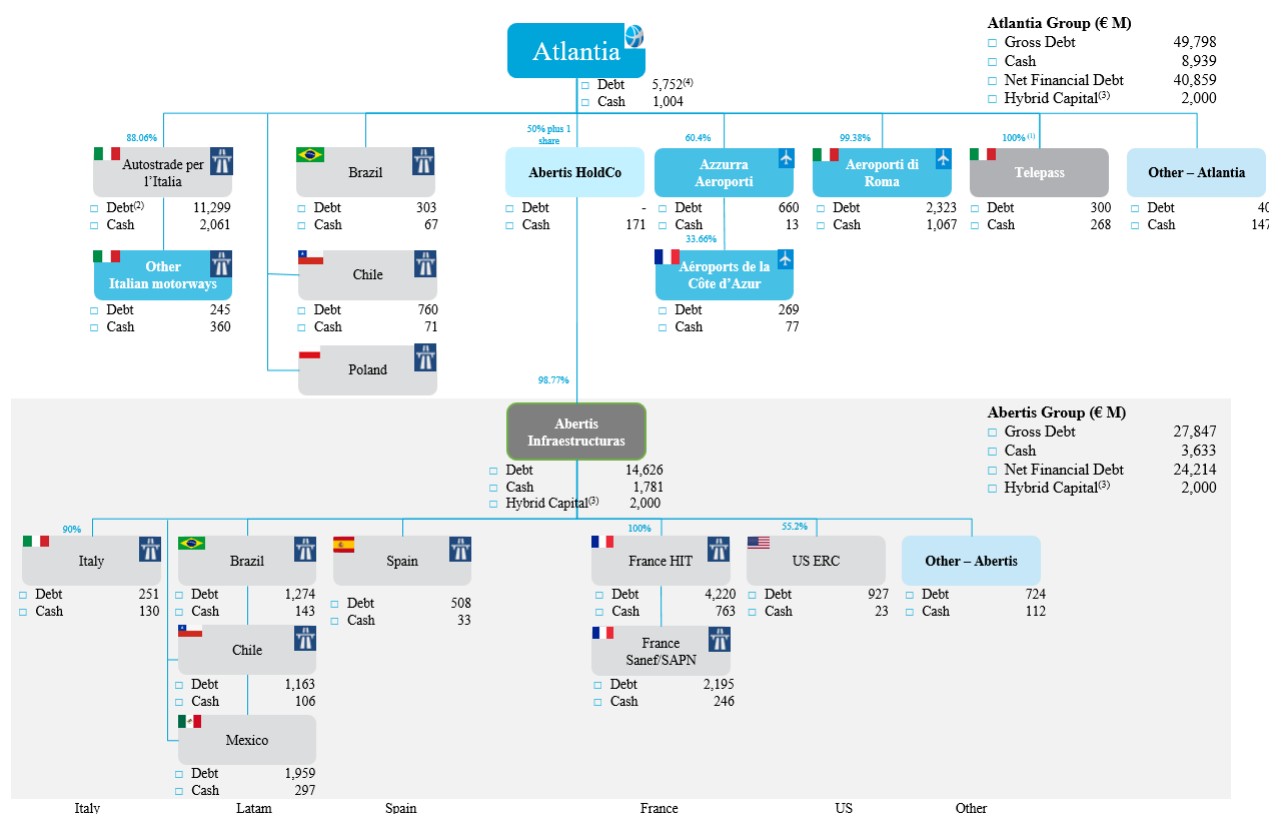 Atlantia
□ Debt 5,752(4)
□ Cash 1,004
Atlantia Group (€ M)
□ Gross Debt 49,798
□ Cash 8,939
□ Net Financial Debt 40,859
□ Hybrid Capital(3) 2,000
88.06%
50% plus 1
share
60.4%
99.38%
100% (1)
Autostrade per
l’Italia
□ Debt(2) 11,299
□ Cash 2,061
Brazil
□ Debt 303
□ Cash 67
Abertis HoldCo
□ Debt -
□ Cash 171
Azzurra
Aeroporti
□ Debt 660
□ Cash 13
Aeroporti di
Roma
□ Debt 2,323
□ Cash 1,067
Telepass
□ Debt 300
□ Cash 268
Other – Atlantia
□ Debt 40
□ Cash 147
Other
Italian motorways
□ Debt 245
□ Cash 360
Chile
□ Debt 760
□ Cash 71
33.66%
Aéroports de la
Côte d’Azur
□ Debt 269
□ Cash 77
Poland
98.77%
Abertis
Infraestructuras
□ Debt 14,626
□ Cash 1,781
□ Hybrid Capital(3) 2,000
Abertis Group (€ M)
□ Gross Debt 27,847
□ Cash 3,633
□ Net Financial Debt 24,214
□ Hybrid Capital(3) 2,000
90%
100%
55.2%
Italy
□ Debt 251
□ Cash 130
Brazil
□ Debt 1,274
□ Cash 143
Spain
□ Debt 508
□ Cash 33
France HIT
□ Debt 4,220
□ Cash 763
US ERC
□ Debt 927
□ Cash 23
Other – Abertis
□ Debt 724
□ Cash 112
Chile
□ Debt 1,163
□ Cash 106
France
Sanef/SAPN
□ Debt 2,195
□ Cash 246
Mexico
□ Debt 1,959
□ Cash 297
Italy
Latam
Spain
France
US
Other